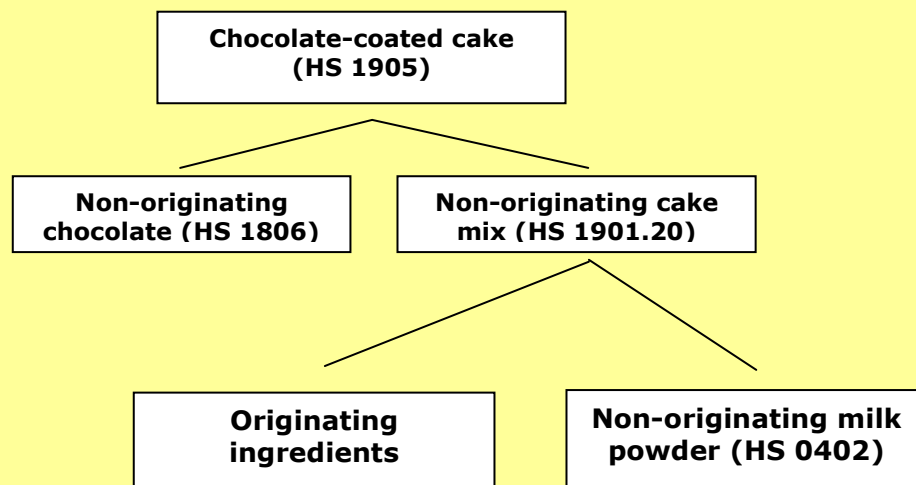 Chocolate-coated cake
(HS 1905)
Non-originating
chocolate (HS 1806)
Non-originating cake
mix (HS 1901.20)
Originating
ingredients
Non-originating milk
powder (HS 0402)